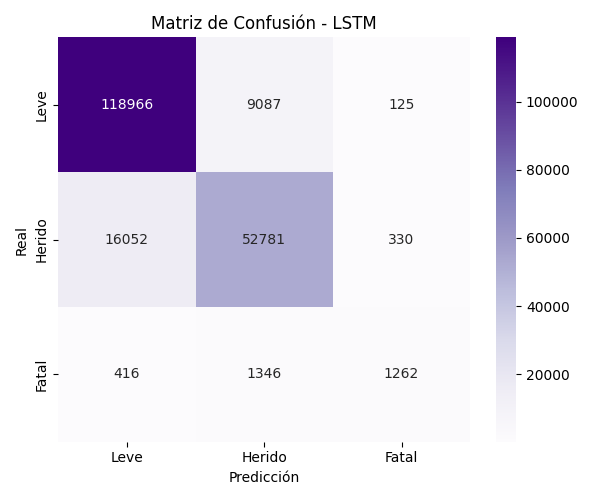 Matriz de Confusión - LSTM
Leve 118966 9087 125
Herido 16052 52781 330
Fatal 416 1346 1262
Real
Leve Herido Fatal
Predicción
100000
80000
60000
40000
20000